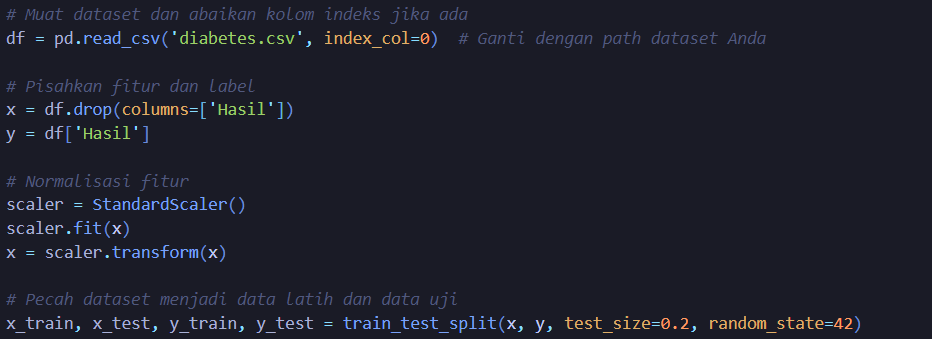 # Muat dataset dan abaikan kolom indeks jika ada
df = pd.read_csv('diabetes.csv', index_col=0)  # Ganti dengan path dataset Anda
# Pisahkan fitur dan label
x = df.drop(columns=['Hasil'])
y = df['Hasil']
# Normalisasi fitur
scaler = StandardScaler()
scaler.fit(x)
x = scaler.transform(x)
# Pecah dataset menjadi data latih dan data uji
x_train, x_test, y_train, y_test = train_test_split(x, y, test_size=0.2, random_state=42)